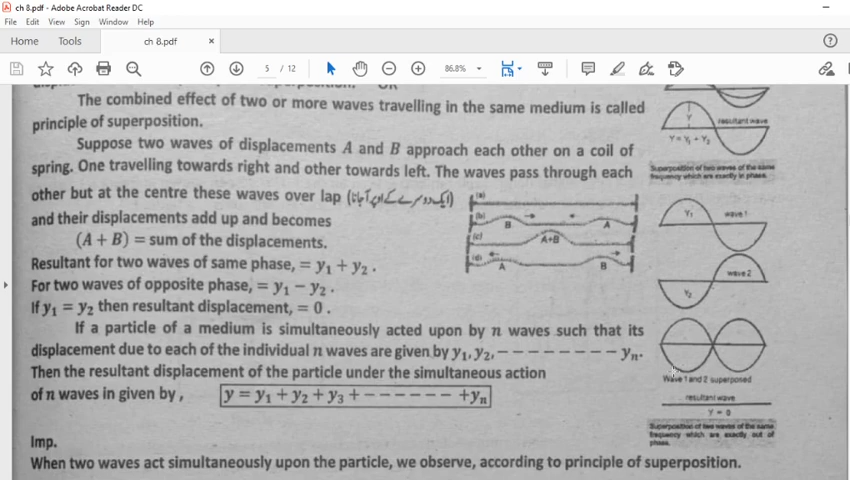 ch 8.pdf - Adobe Acrobat Reader DC
File Edit View Sign Window Help
Home Tools ch 8.pdf ×
5 / 12 86.8%
The combined effect of two or more waves travelling in the same medium is called
principle of superposition.
Suppose two waves of displacements A and B approach each other on a coil of
spring. One travelling towards right and other towards left. The waves pass through each
other but at the centre these waves over lap
and their displacements add up and becomes
(A + B) = sum of the displacements.
Resultant for two waves of same phase, = y₁ + y₂ .
For two waves of opposite phase, = y₁ − y₂ .
If y₁ = y₂ then resultant displacement, = 0 .
If a particle of a medium is simultaneously acted upon by n waves such that its
displacement due to each of the individual n waves are given by y₁, y₂, − − − − − − − − − yₙ.
Then the resultant displacement of the particle under the simultaneous action
of n waves in given by , y = y₁ + y₂ + y₃ + − − − − − − +yₙ
Imp.
When two waves act simultaneously upon the particle, we observe, according to principle of superposition.
(a)
(b)
B A
(c)
A+B
(d)
A B
Y resultant wave
Y = Y₁ + Y₂
Superposition of two waves of the same
frequency which are exactly in phase.
Y₁ wave 1
wave 2
Y₂
Wave 1 and 2 superposed
resultant wave
Y = 0
Superposition of two waves of the same
frequency which are exactly out of
phase.